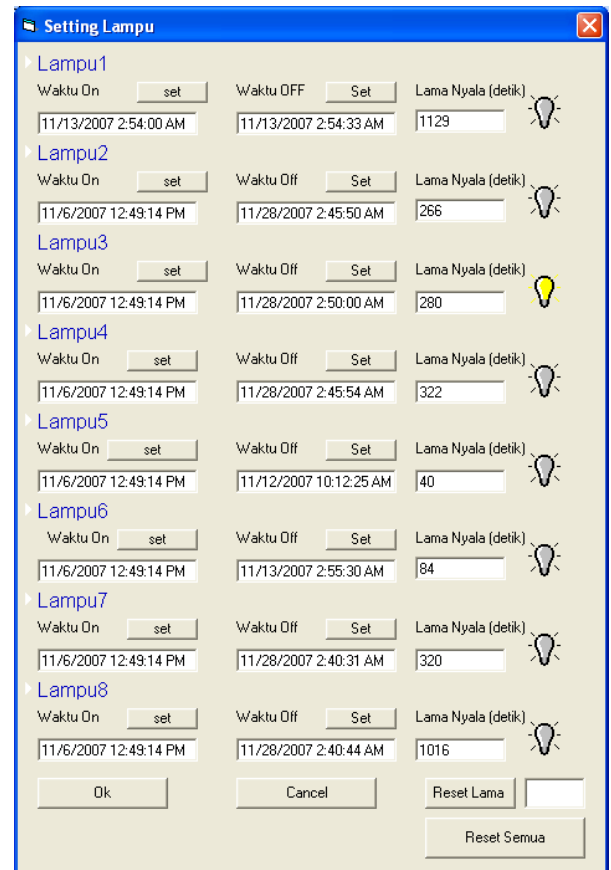 Setting Lampu
Lampu1
Waktu On set Waktu OFF Set Lama Nyala (detik)
11/13/2007 2:54:00 AM 11/13/2007 2:54:33 AM 1129
Lampu2
Waktu On set Waktu Off Set Lama Nyala (detik)
11/6/2007 12:49:14 PM 11/28/2007 2:45:50 AM 266
Lampu3
Waktu On set Waktu Off Set Lama Nyala (detik)
11/6/2007 12:49:14 PM 11/28/2007 2:50:00 AM 280
Lampu4
Waktu On set Waktu Off Set Lama Nyala (detik)
11/6/2007 12:49:14 PM 11/28/2007 2:45:54 AM 322
Lampu5
Waktu On set Waktu Off Set Lama Nyala (detik)
11/6/2007 12:49:14 PM 11/12/2007 10:12:25 AM 40
Lampu6
Waktu On set Waktu Off Set Lama Nyala (detik)
11/6/2007 12:49:14 PM 11/13/2007 2:55:30 AM 84
Lampu7
Waktu On set Waktu Off Set Lama Nyala (detik)
11/6/2007 12:49:14 PM 11/28/2007 2:40:31 AM 320
Lampu8
Waktu On set Waktu Off Set Lama Nyala (detik)
11/6/2007 12:49:14 PM 11/28/2007 2:40:44 AM 1016
Ok Cancel Reset Lama
Reset Semua